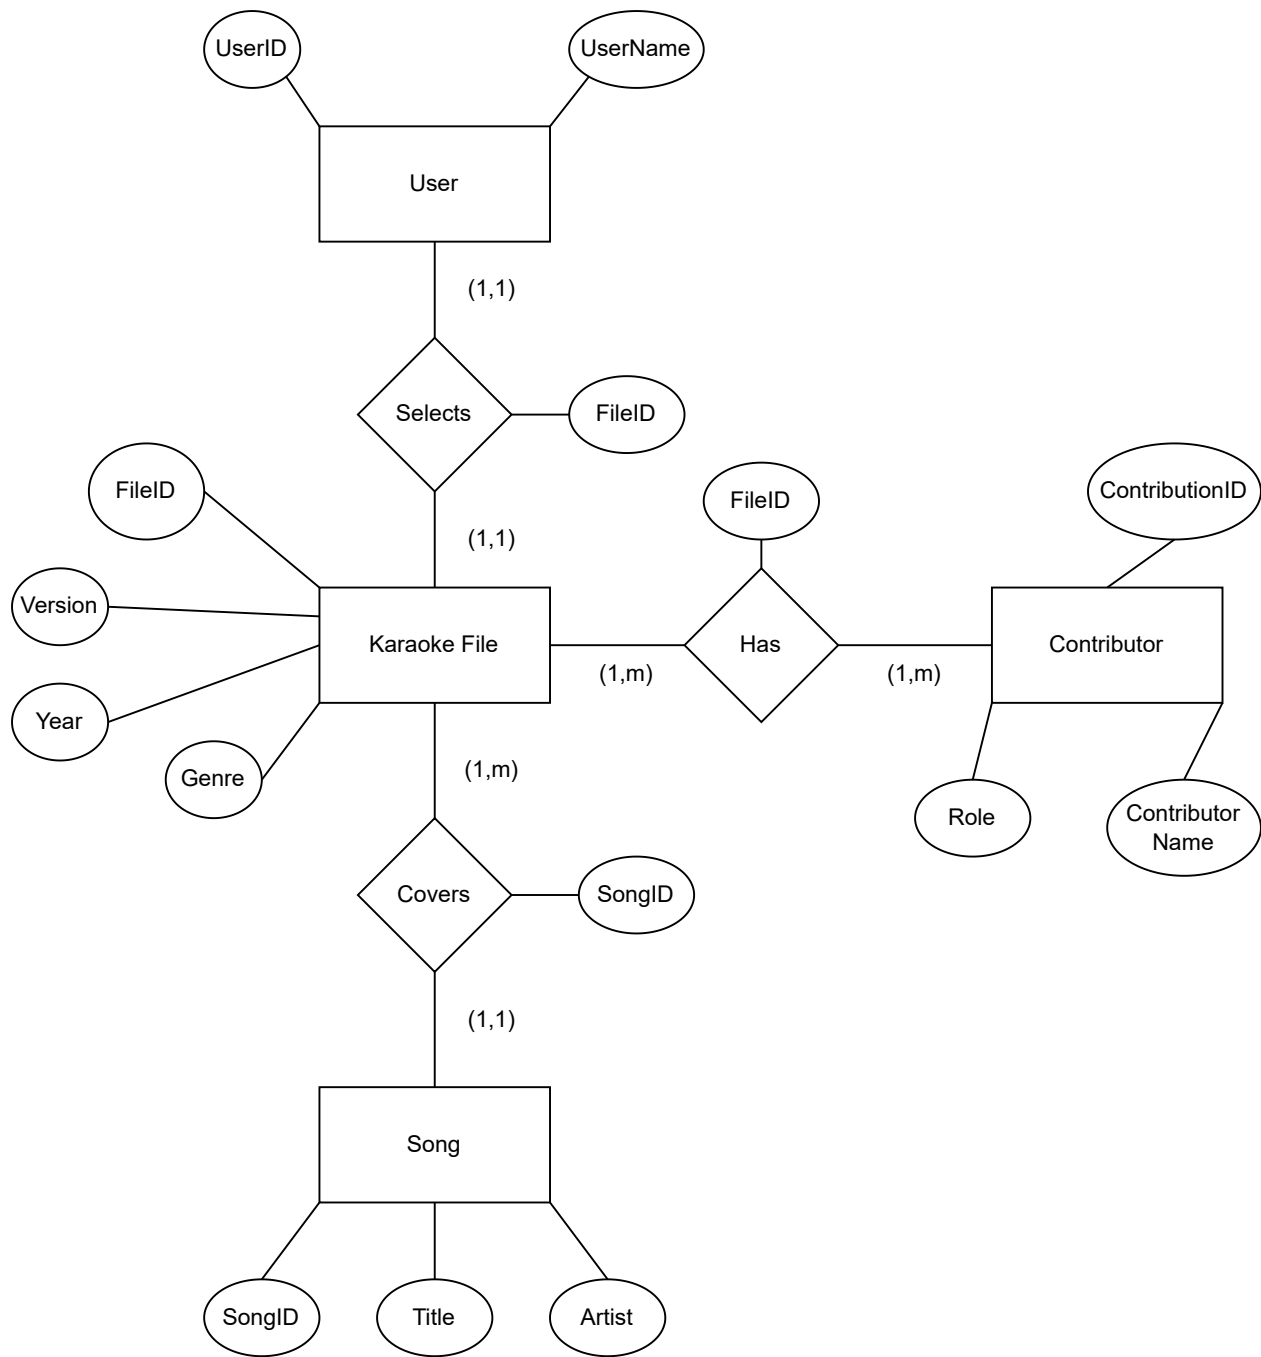 UserID
UserName
User
(1,1)
Selects
FileID
FileID
(1,1)
FileID
ContributionID
Version
Karaoke File
(1,m)
Has
(1,m)
Contributor
Year
Genre
(1,m)
Role
Contributor
Name
Covers
SongID
(1,1)
Song
SongID
Title
Artist